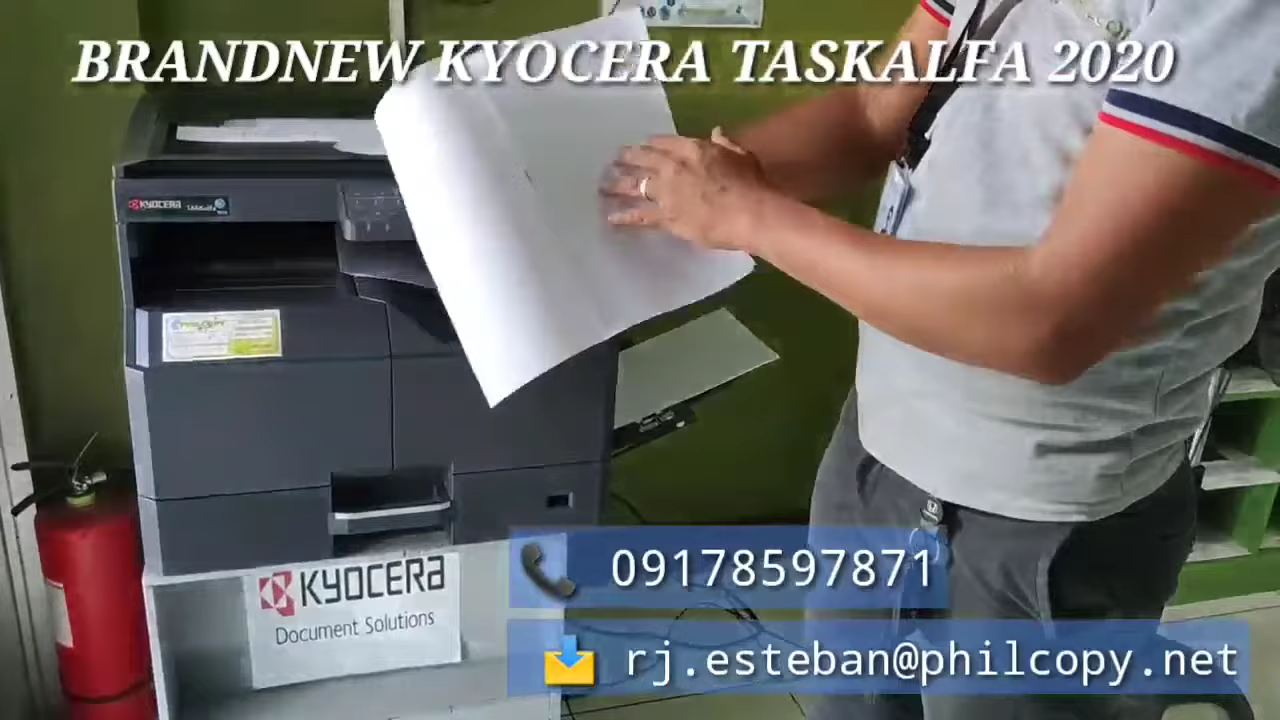 BRANDNEW KYOCERA TASKALFA 2020
KYOCERA
KYOCERA
Document Solutions
09178597871
rj.esteban@philcopy.net